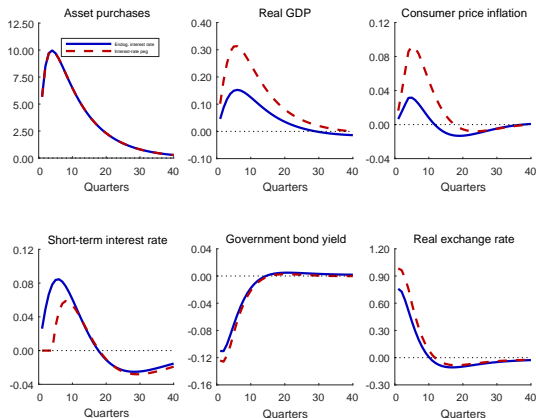 Asset purchases
12.50
10.00
7.50
5.00
2.50
0.00
0 10 20 30 40
Quarters
Endog. interest rate
Interest-rate peg
Real GDP
0.40
0.30
0.20
0.10
0.00
-0.10
0 10 20 30 40
Quarters
Consumer price inflation
0.12
0.08
0.04
0.00
-0.04
0 10 20 30 40
Quarters
Short-term interest rate
0.12
0.08
0.04
0.00
-0.04
0 10 20 30 40
Quarters
Government bond yield
0.04
0.00
-0.04
-0.08
-0.12
-0.16
0 10 20 30 40
Quarters
Real exchange rate
1.20
0.90
0.60
0.30
0.00
-0.30
0 10 20 30 40
Quarters